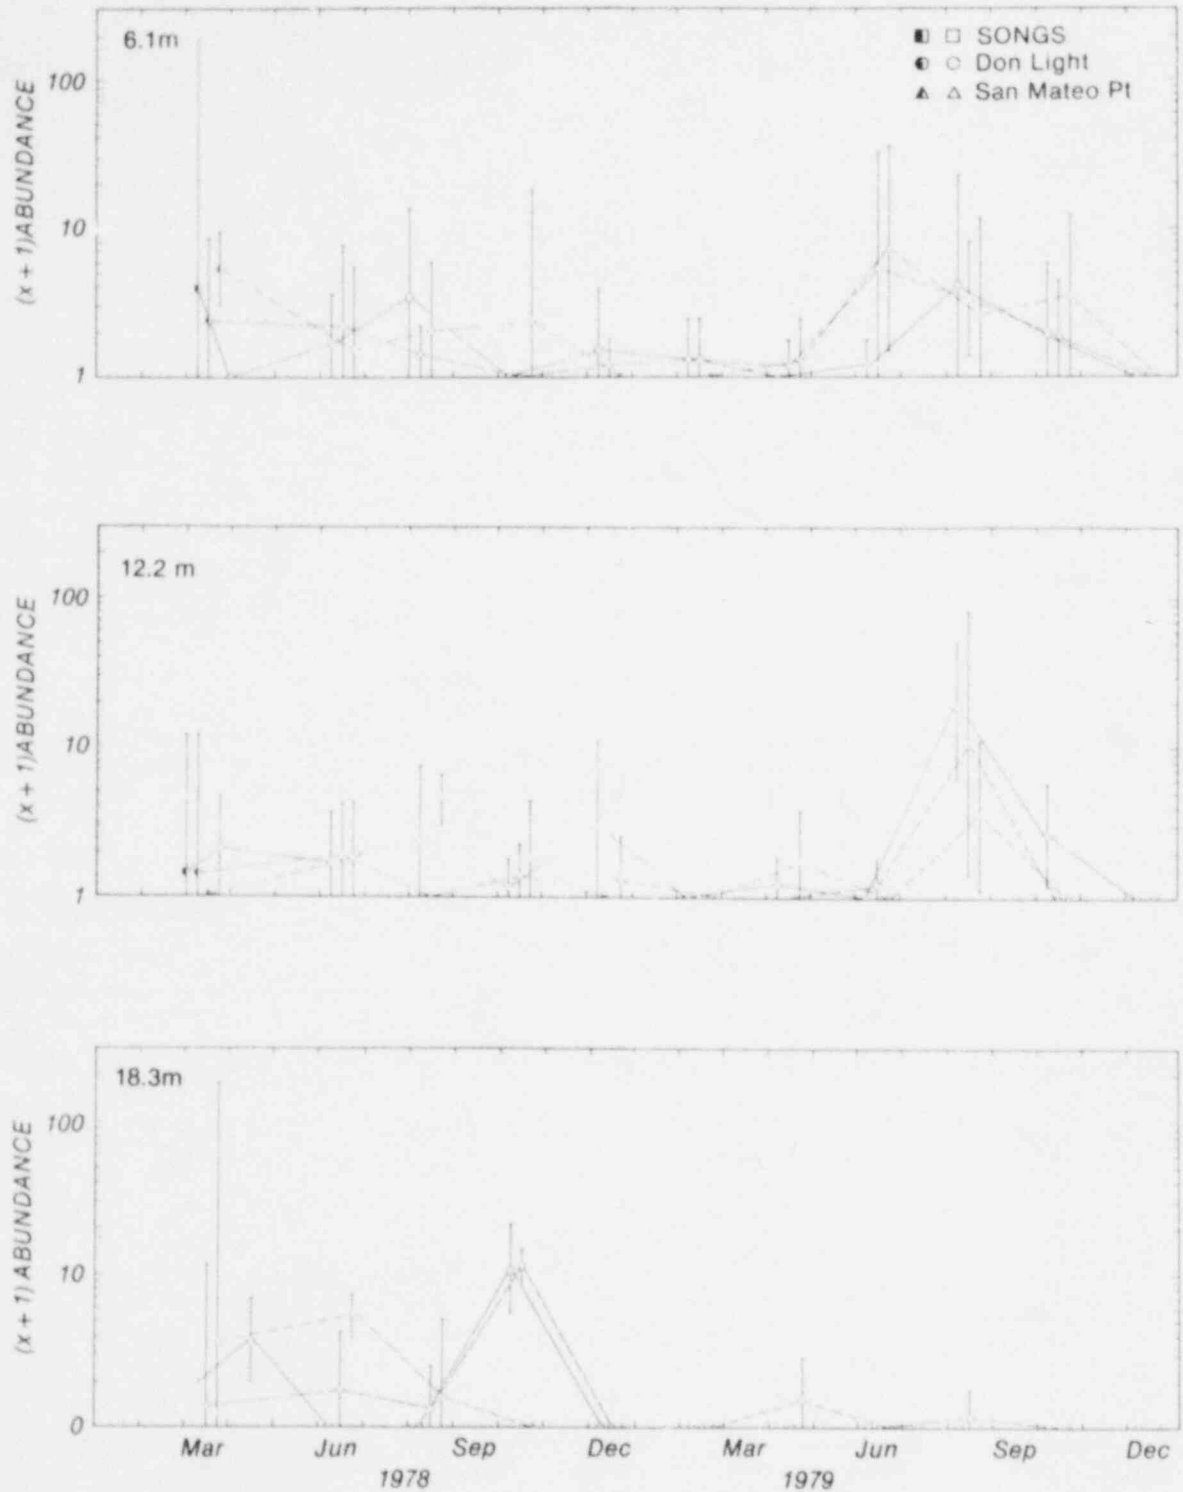 6.1m
SONGS
Don Light
San Mateo Pt
(x + 1)ABUNDANCE
100
10
1
12.2 m
(x + 1)ABUNDANCE
100
10
1
18.3m
(x + 1) ABUNDANCE
100
10
0
Mar Jun Sep Dec Mar Jun Sep Dec
1978 1979